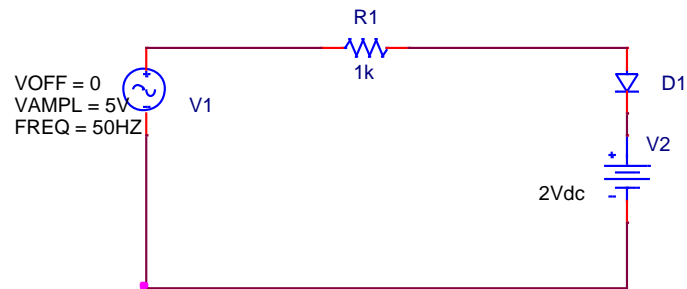 R1
1k
VOFF = 0
VAMPL = 5V
FREQ = 50HZ
V1
D1
V2
2Vdc